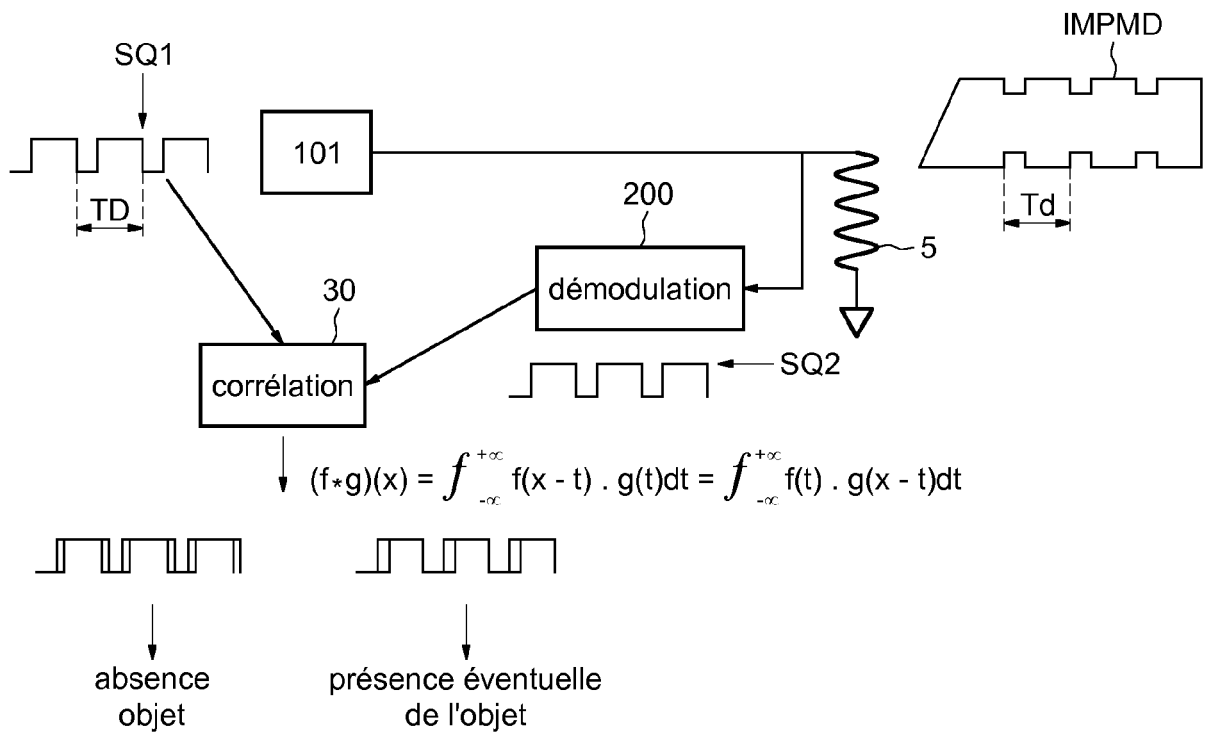 IMPMD
SQ1
101
TD
200
Td
5
démodulation
30
SQ2
corrélation
(f*g)(x) = ∫_{-∞}^{+∞} f(x - t) . g(t)dt = ∫_{-∞}^{+∞} f(t) . g(x - t)dt
absence
objet
présence éventuelle
de l'objet